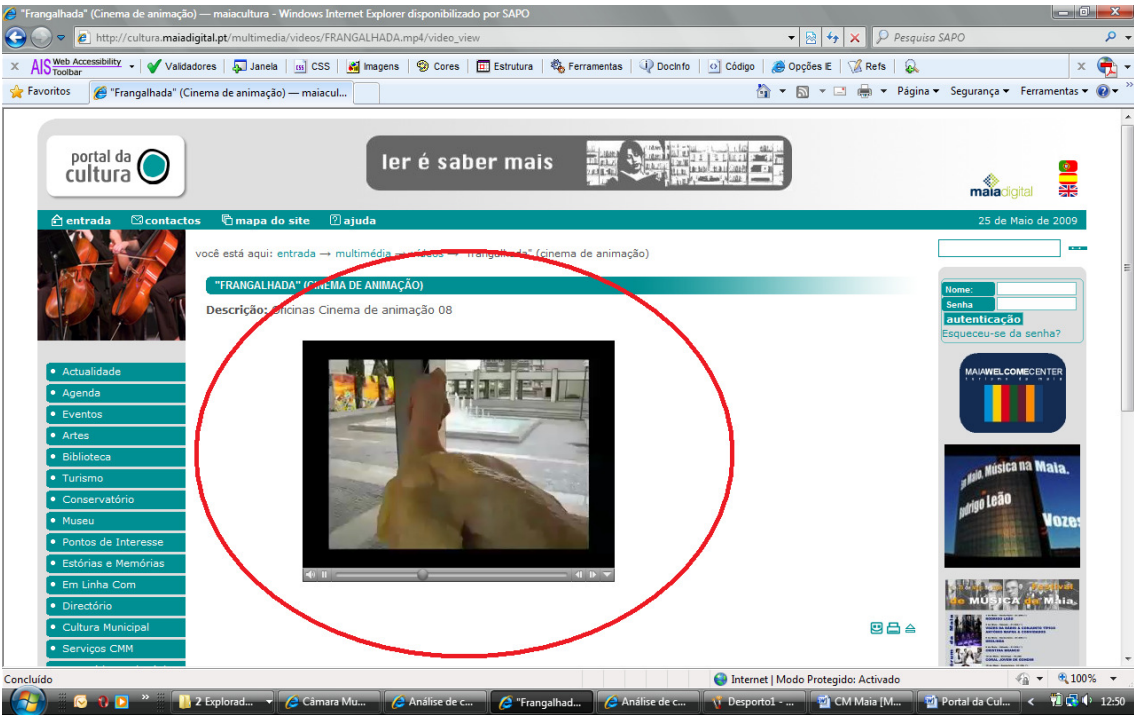 "Frangalhada" (Cinema de animação) — maiacultura - Windows Internet Explorer disponibilizado por SAPO
http://cultura.maiadigital.pt/multimedia/videos/FRANGALHADA.mp4/video_view
Pesquisa SAPO
x AIS Web Accessibility Toolbar Validadores Janela CSS Imagens Cores Estrutura Ferramentas DocInfo Código Opções IE Refs x
Favoritos "Frangalhada" (Cinema de animação) — maiacul... Página Segurança Ferramentas
portal da
cultura
ler é saber mais
maiadigital
entrada contactos mapa do site ajuda
25 de Maio de 2009
você está aqui: entrada → multimédia → → (cinema de animação)
"FRANGALHADA" (CINEMA DE ANIMAÇÃO)
Descrição: Oficinas Cinema de animação 08
Nome:
Senha
autenticação
Esqueceu-se da senha?
Actualidade
Agenda
Eventos
Artes
Biblioteca
Turismo
Conservatório
Museu
Pontos de Interesse
Estórias e Memórias
Em Linha Com
Directório
Cultura Municipal
Serviços CMM
MAIAWELCOMECENTER
turismo da maia
Música na Maia.
Rodrigo Leão
Vozes
Festival
de MÚSICA da Maia
Concluído
Internet | Modo Protegido: Activado
100%
2 Explorad... Câmara Mu... Análise de c... "Frangalhad... Análise de c... Desporto1 - ... CM Maia [M... Portal da Cul...
12:50